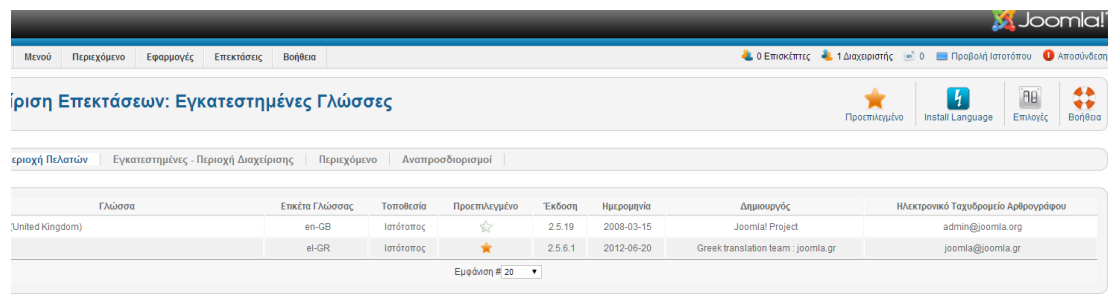 Joomla!
Μενού Περιεχόμενο Εφαρμογές Επεκτάσεις Βοήθεια 0 Επισκέπτες 1 Διαχειριστής 0 Προβολή Ιστοτόπου Αποσύνδεση
ίριση Επεκτάσεων: Εγκατεστημένες Γλώσσες
Προεπιλεγμένο Install Language Επιλογές Βοήθεια
εριοχή Πελατών Εγκατεστημένες - Περιοχή Διαχείρισης Περιεχόμενο Αναπροσδιορισμοί
Γλώσσα Ετικέτα Γλώσσας Τοποθεσία Προεπιλεγμένο Έκδοση Ημερομηνία Δημιουργός Ηλεκτρονικό Ταχυδρομείο Αρθρογράφου
(United Kingdom) en-GB Ιστότοπος 2.5.19 2008-03-15 Joomla! Project admin@joomla.org
el-GR Ιστότοπος 2.5.6.1 2012-06-20 Greek translation team : joomla.gr joomla@joomla.gr
Εμφάνιση # 20